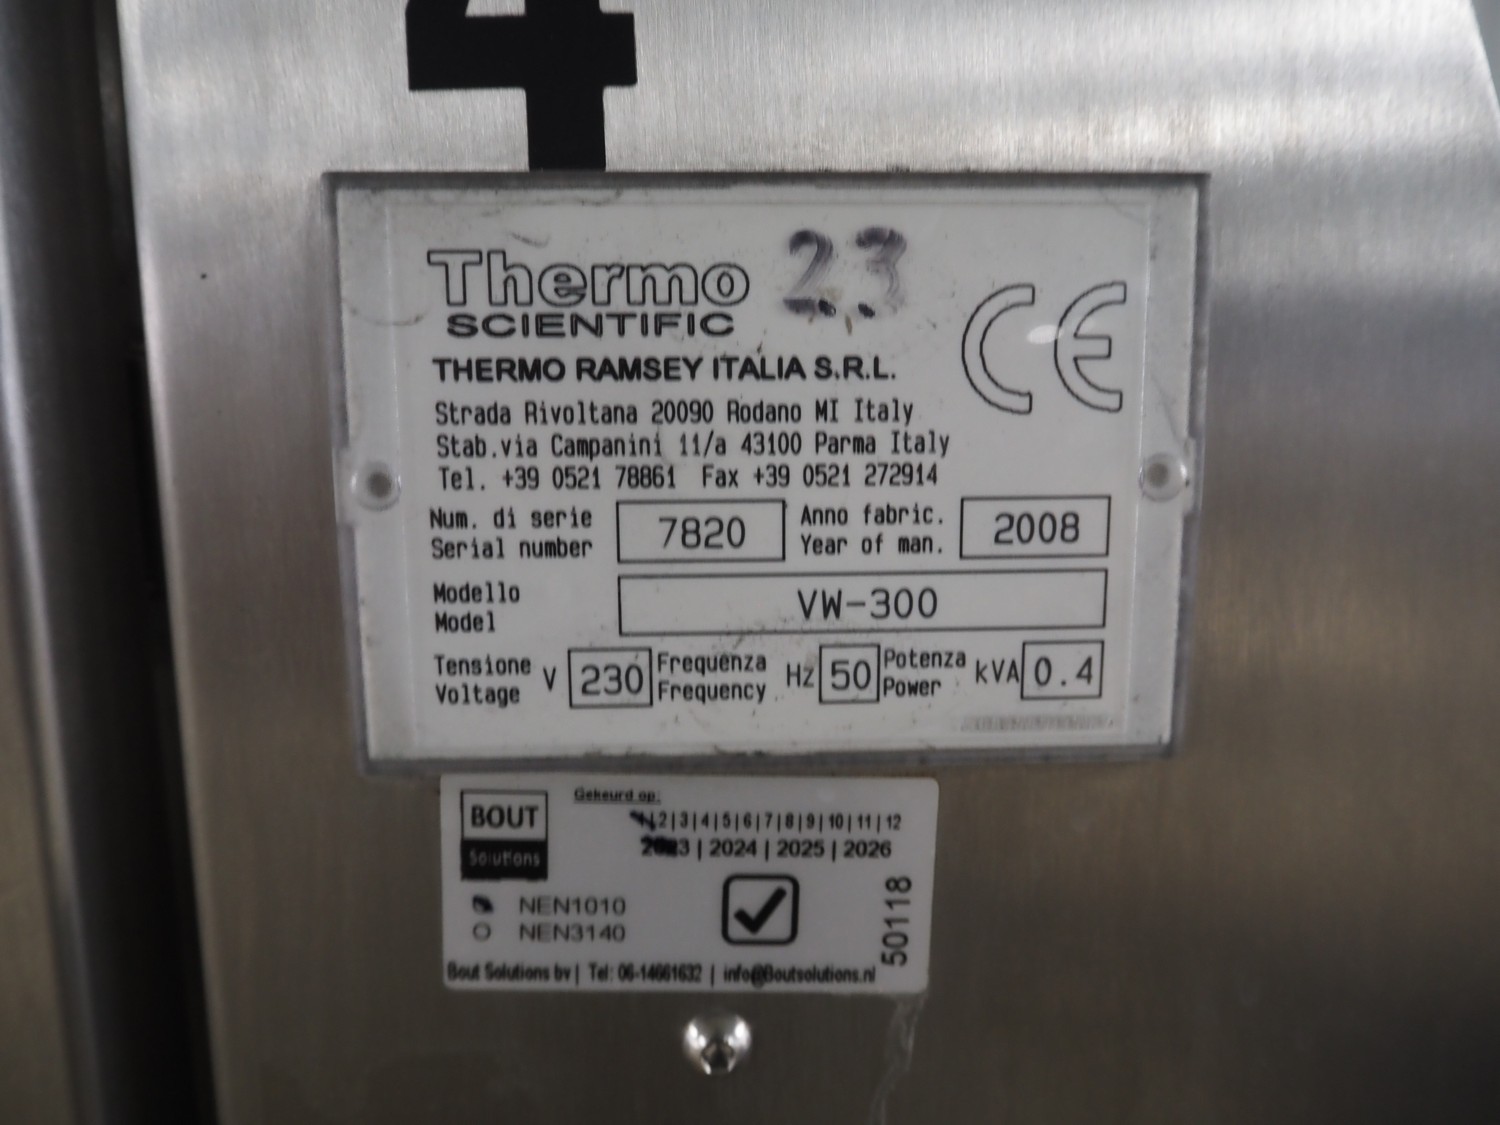 4
Thermo
SCIENTIFIC
23
CE
THERMO RAMSEY ITALIA S.R.L.
Strada Rivoltana 20090 Rodano MI Italy
Stab.via Campanini 11/a 43100 Parma Italy
Tel. +39 0521 78861 Fax +39 0521 272914
Num. di serie
Serial number
7820
Anno fabric.
Year of man.
2008
Modello
Model
VW-300
Tensione
Voltage
V 230
Frequenza
Frequency
Hz 50
Potenza
Power
kVA 0.4
BOUT
Solutions
Gekeurd op:
2|3|4|5|6|7|8|9|10|11|12
2023 | 2024 | 2025 | 2026
NEN1010
NEN3140
50118
Bout Solutions bv | Tel: 06-14661632 | info@Boutsolutions.nl